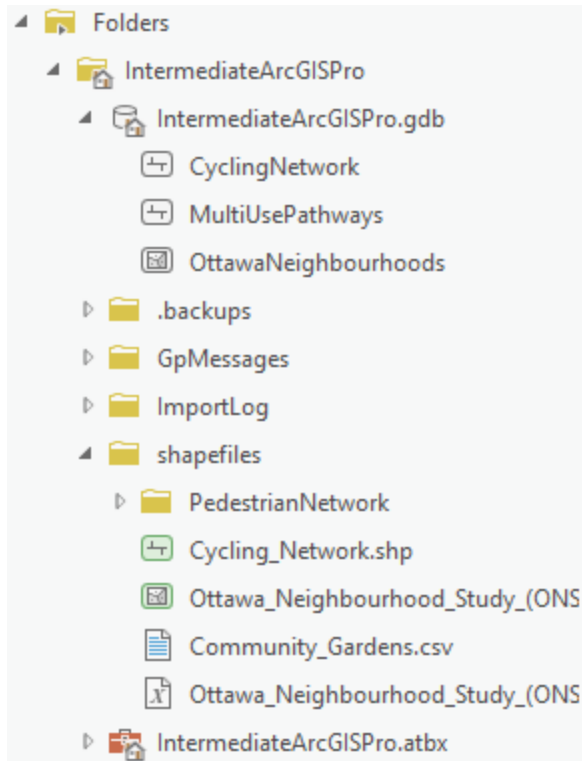 Folders
IntermediateArcGISPro
IntermediateArcGISPro.gdb
CyclingNetwork
MultiUsePathways
OttawaNeighbourhoods
.backups
GpMessages
ImportLog
shapefiles
PedestrianNetwork
Cycling_Network.shp
Ottawa_Neighbourhood_Study_(ONS
Community_Gardens.csv
Ottawa_Neighbourhood_Study_(ONS
IntermediateArcGISPro.atbx